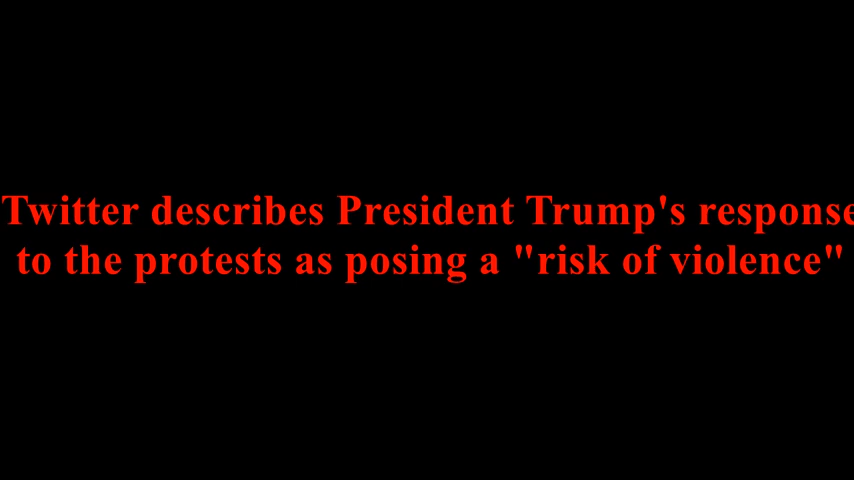 Twitter describes President Trump's response
to the protests as posing a "risk of violence"